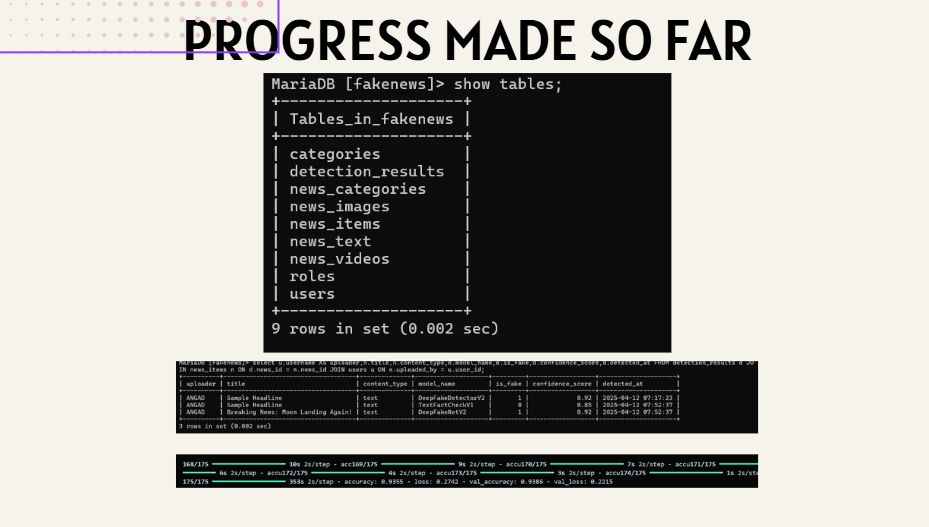 PROGRESS MADE SO FAR
MariaDB [fakenews]> show tables;
+--------------------+
| Tables_in_fakenews |
+--------------------+
| categories         |
| detection_results  |
| news_categories    |
| news_images        |
| news_items         |
| news_text          |
| news_videos        |
| roles              |
| users              |
+--------------------+
9 rows in set (0.002 sec)
MariaDB [fakenews]> select u.username AS uploader,n.title,n.content_type,d.model_name,d.is_fake,d.confidence_score,d.detected_at FROM detection_results d JO
IN news_items n ON d.news_id = n.news_id JOIN users u ON n.uploaded_by = u.user_id;
| uploader | title | content_type | model_name | is_fake | confidence_score | detected_at |
| ANGAD | Sample Headline | text | DeepFakeDetectorV2 | 1 | 0.92 | 2025-04-12 07:17:23 |
| ANGAD | Sample Headline | text | TextFactCheckV1 | 0 | 0.85 | 2025-04-12 07:52:37 |
| ANGAD | Breaking News: Moon Landing Again! | text | DeepFakeNetV2 | 1 | 0.92 | 2025-04-12 07:52:37 |
3 rows in set (0.002 sec)
168/175 10s 2s/step - accu169/175 9s 2s/step - accu170/175 7s 2s/step - accu171/175
6s 2s/step - accu172/175 4s 2s/step - accu173/175 3s 2s/step - accu174/175 1s 2s/s
175/175 353s 2s/step - accuracy: 0.9355 - loss: 0.2742 - val_accuracy: 0.9386 - val_loss: 0.2215